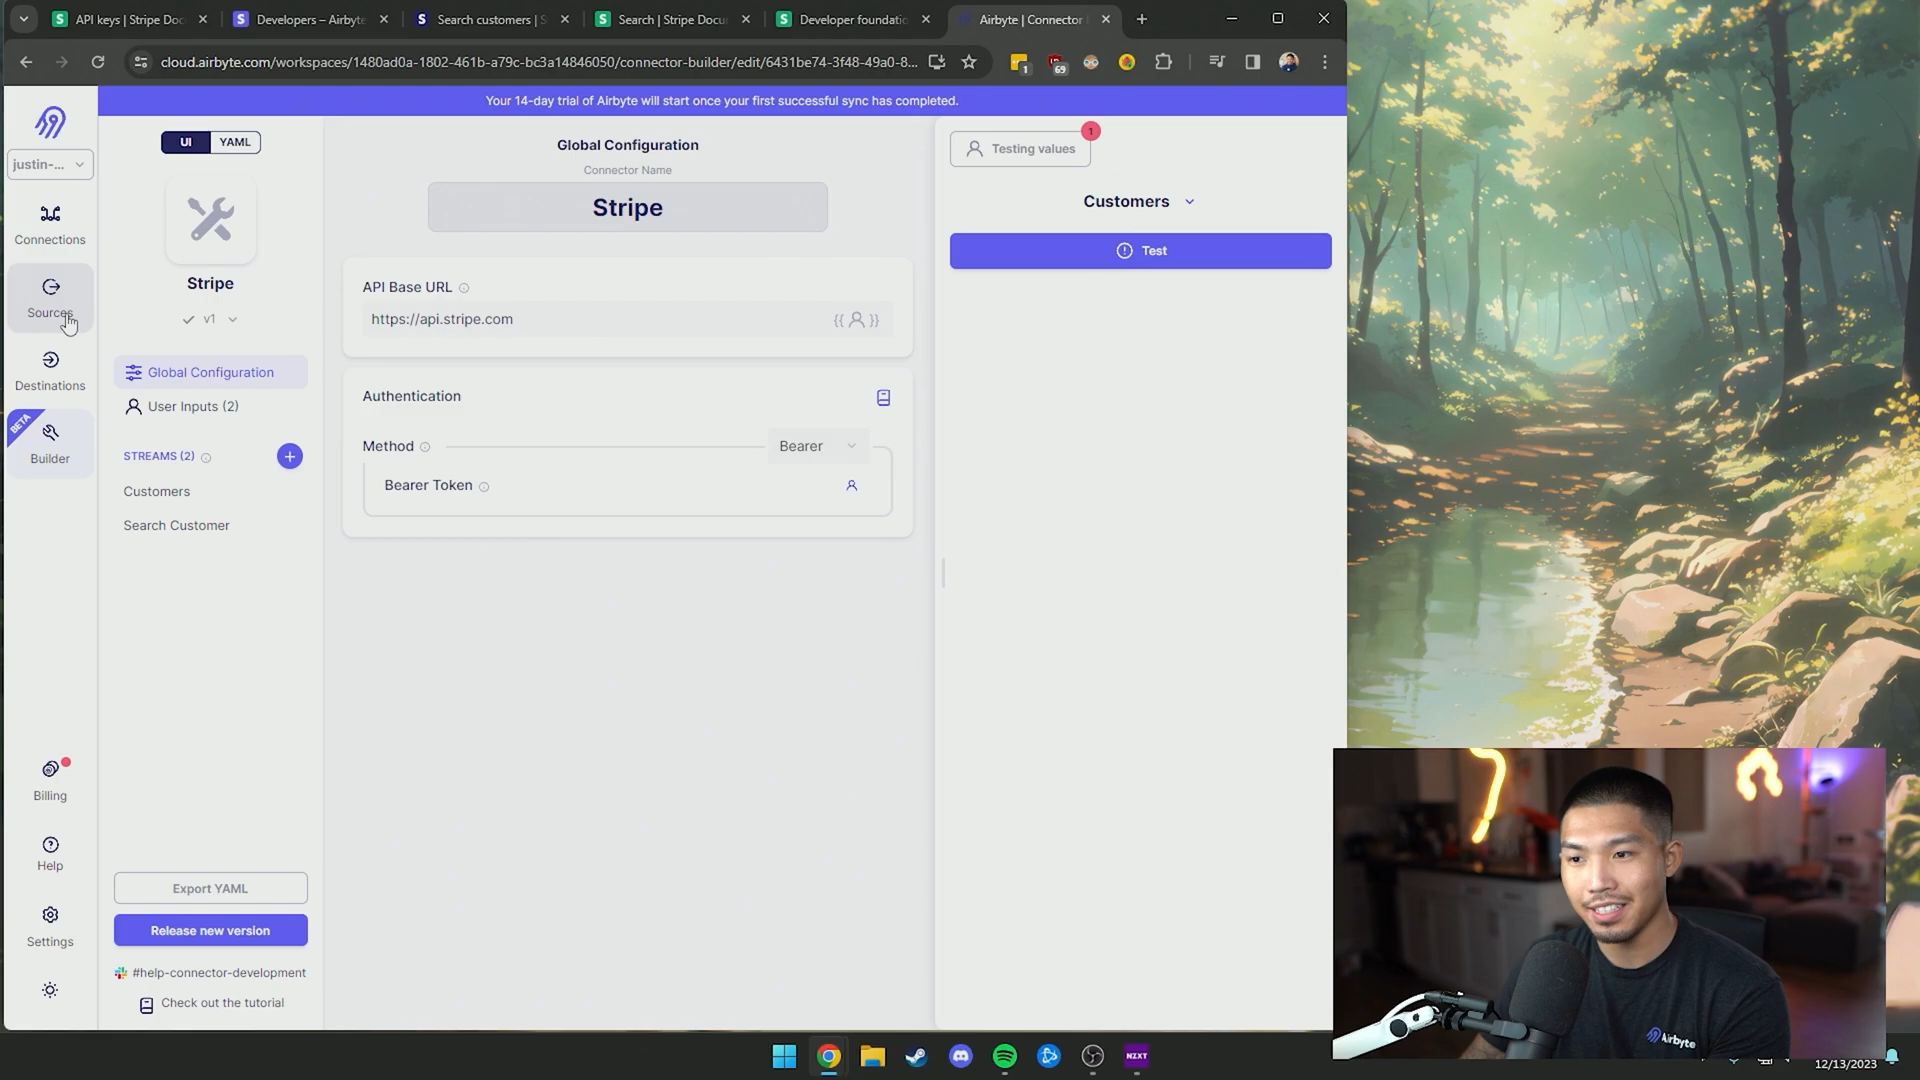 API keys | Stripe Doc
Developers – Airbyte
Search customers | S
Search | Stripe Docu
Developer foundatio
Airbyte | Connector
cloud.airbyte.com/workspaces/1480ad0a-1802-461b-a79c-bc3a14846050/connector-builder/edit/6431be74-3f48-49a0-8...
1
69
Your 14-day trial of Airbyte will start once your first successful sync has completed.
justin-...
Connections
Sources
Destinations
BETA
Builder
Billing
Help
Settings
UI
YAML
Stripe
v1
Global Configuration
User Inputs (2)
STREAMS (2)
Customers
Search Customer
Export YAML
Release new version
#help-connector-development
Check out the tutorial
Global Configuration
Connector Name
Stripe
API Base URL
https://api.stripe.com
Authentication
Method
Bearer
Bearer Token
Testing values
1
Customers
Test
NZXT
12/13/2023
Airbyte